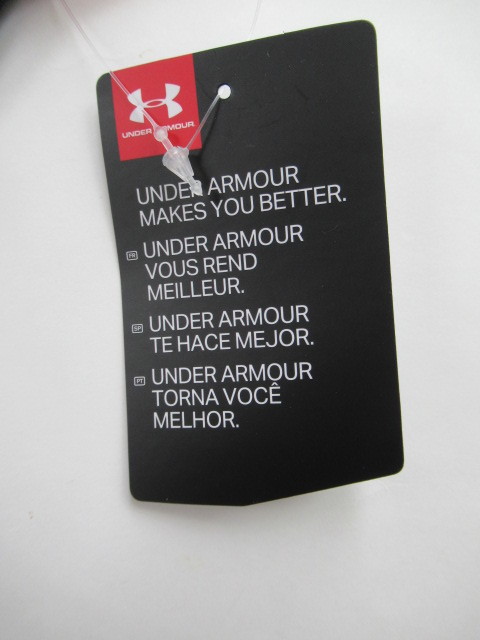 UNDER ARMOUR
UNDER ARMOUR
MAKES YOU BETTER.
FR UNDER ARMOUR
VOUS REND
MEILLEUR.
SP UNDER ARMOUR
TE HACE MEJOR.
PT UNDER ARMOUR
TORNA VOCÊ
MELHOR.